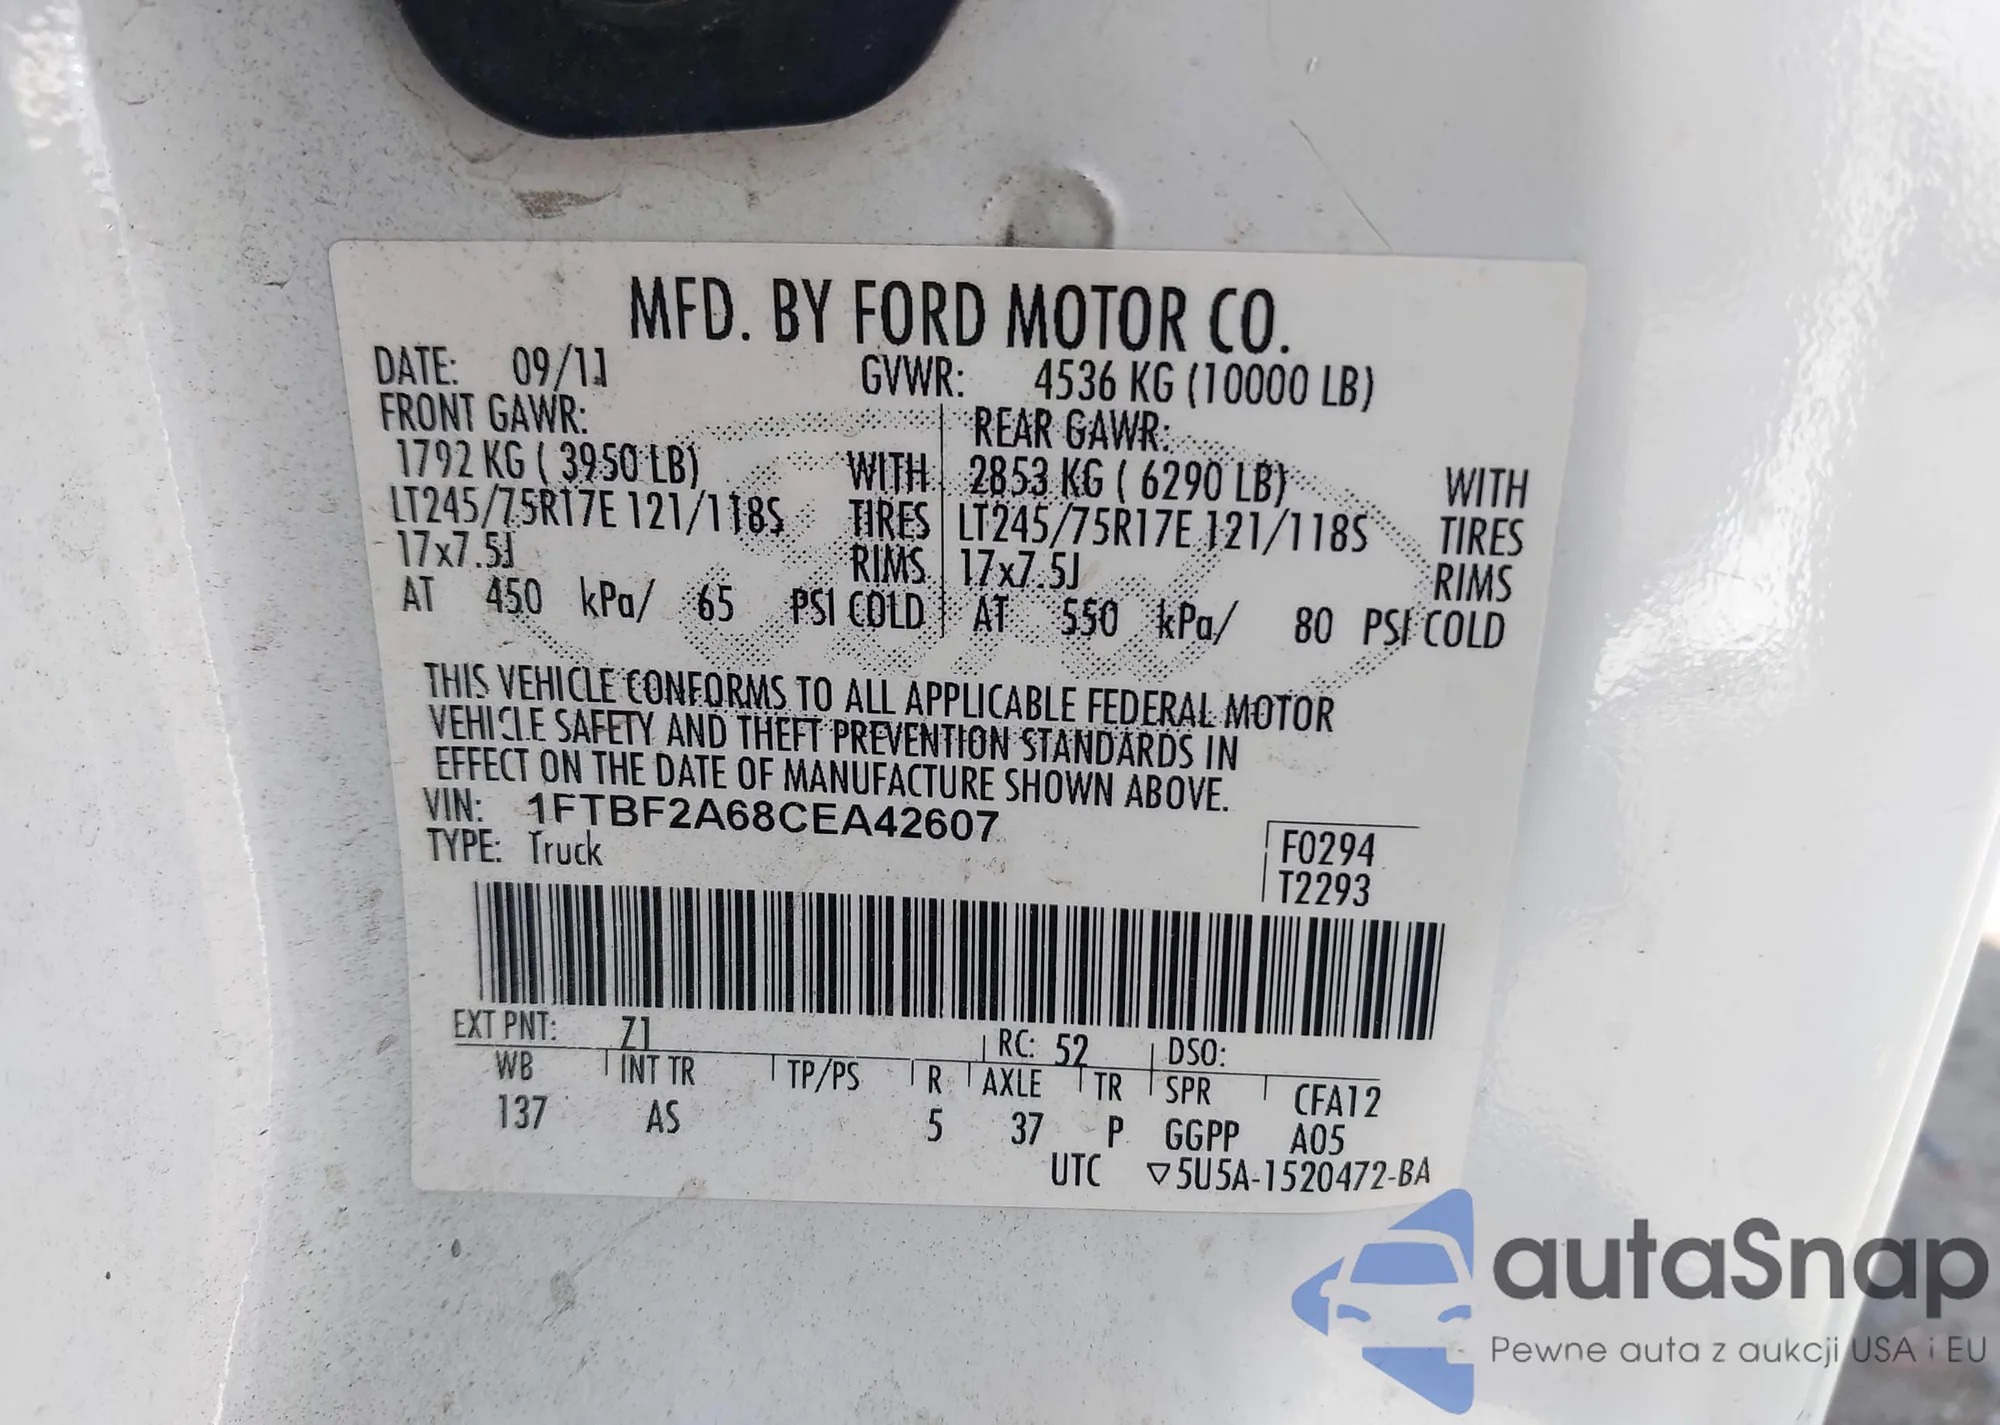 MFD. BY FORD MOTOR CO.
DATE: 09/11 GVWR: 4536 KG (10000 LB)
FRONT GAWR: REAR GAWR:
1792 KG ( 3950 LB) WITH 2853 KG ( 6290 LB) WITH
LT245/75R17E 121/118S TIRES LT245/75R17E 121/118S TIRES
17x7.5J RIMS 17x7.5J RIMS
AT 450 kPa/ 65 PSI COLD AT 550 kPa/ 80 PSI COLD
THIS VEHICLE CONFORMS TO ALL APPLICABLE FEDERAL MOTOR
VEHICLE SAFETY AND THEFT PREVENTION STANDARDS IN
EFFECT ON THE DATE OF MANUFACTURE SHOWN ABOVE.
VIN: 1FTBF2A68CEA42607
TYPE: Truck
F0294
T2293
EXT PNT: Z1 RC: 52 DSO:
WB INT TR TP/PS R AXLE TR SPR CFA12
137 AS 5 37 P GGPP A05
UTC ▽5U5A-1520472-BA
autaSnap
Pewne auta z aukcji USA i EU